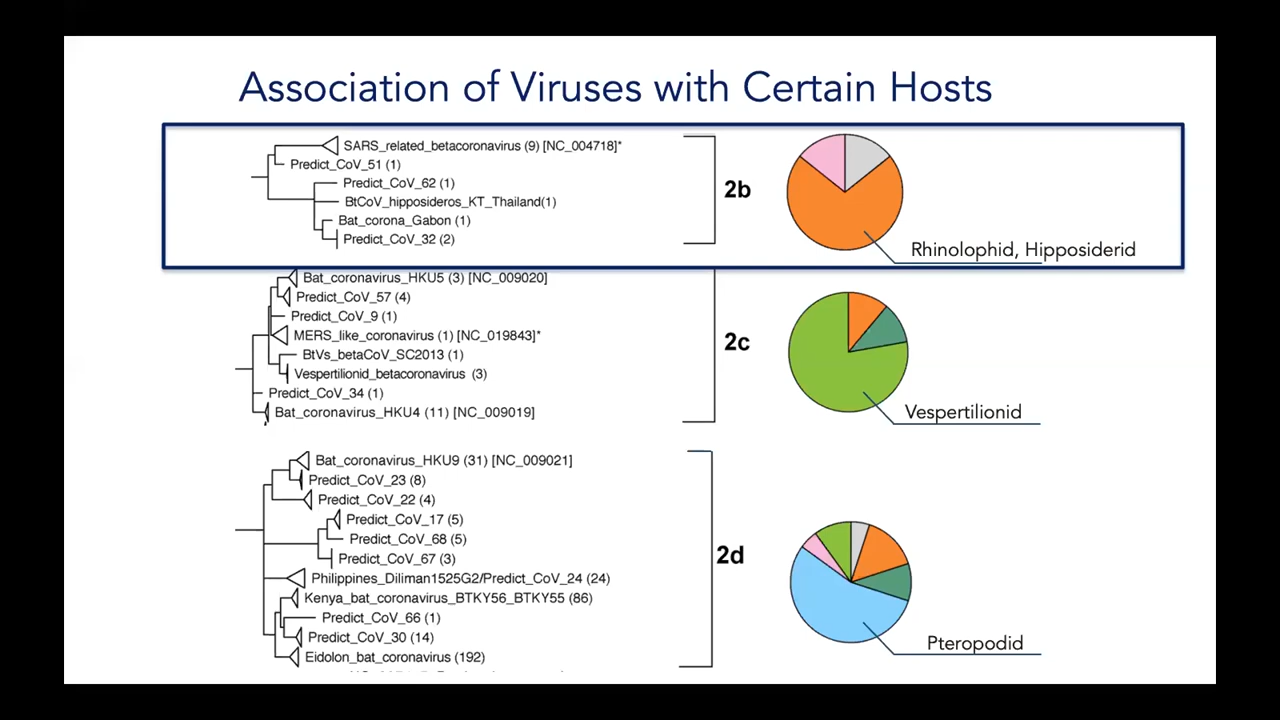 Association of Viruses with Certain Hosts
SARS_related_betacoronavirus (9) [NC_004718]*
Predict_CoV_51 (1)
Predict_CoV_62 (1)
BtCoV_hipposideros_KT_Thailand(1)
Bat_corona_Gabon (1)
Predict_CoV_32 (2)
2b
Rhinolophid, Hipposiderid
Bat_coronavirus_HKU5 (3) [NC_009020]
Predict_CoV_57 (4)
Predict_CoV_9 (1)
MERS_like_coronavirus (1) [NC_019843]*
BtVs_betaCoV_SC2013 (1)
Vespertilionid_betacoronavirus (3)
Predict_CoV_34 (1)
Bat_coronavirus_HKU4 (11) [NC_009019]
2c
Vespertilionid
Bat_coronavirus_HKU9 (31) [NC_009021]
Predict_CoV_23 (8)
Predict_CoV_22 (4)
Predict_CoV_17 (5)
Predict_CoV_68 (5)
Predict_CoV_67 (3)
Philippines_Diliman1525G2/Predict_CoV_24 (24)
Kenya_bat_coronavirus_BTKY56_BTKY55 (86)
Predict_CoV_66 (1)
Predict_CoV_30 (14)
Eidolon_bat_coronavirus (192)
2d
Pteropodid